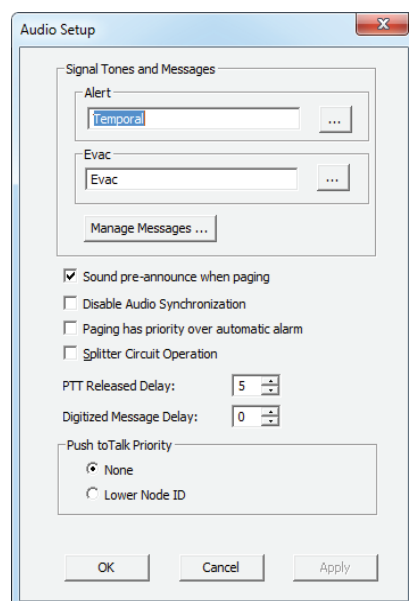 Audio Setup
x
Signal Tones and Messages
Alert
Temporal
...
Evac
Evac
...
Manage Messages ...
Sound pre-announce when paging
Disable Audio Synchronization
Paging has priority over automatic alarm
Splitter Circuit Operation
PTT Released Delay: 5
Digitized Message Delay: 0
Push toTalk Priority
None
Lower Node ID
OK Cancel Apply